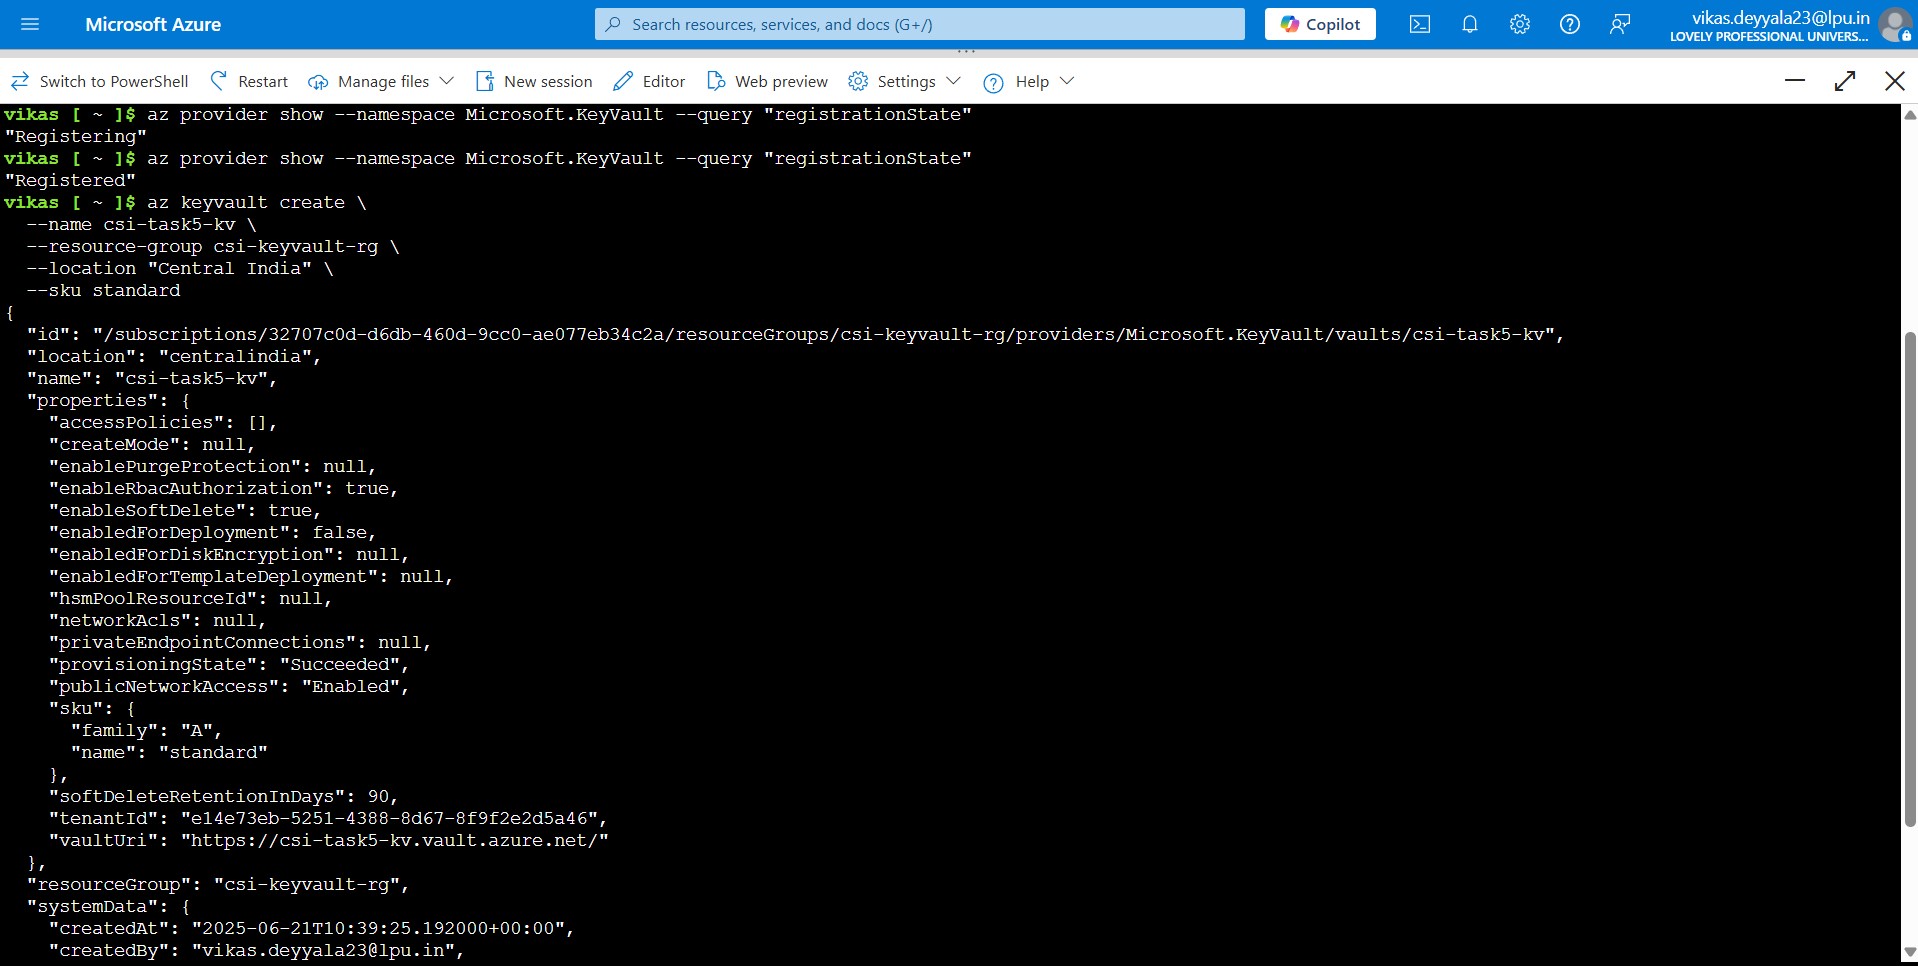 Microsoft Azure
Search resources, services, and docs (G+/)
Copilot
vikas.deyyala23@lpu.in
LOVELY PROFESSIONAL UNIVERS...
Switch to PowerShell
Restart
Manage files
New session
Editor
Web preview
Settings
Help
vikas [ ~ ]$ az provider show --namespace Microsoft.KeyVault --query "registrationState"
"Registering"
vikas [ ~ ]$ az provider show --namespace Microsoft.KeyVault --query "registrationState"
"Registered"
vikas [ ~ ]$ az keyvault create \
  --name csi-task5-kv \
  --resource-group csi-keyvault-rg \
  --location "Central India" \
  --sku standard
{
  "id": "/subscriptions/32707c0d-d6db-460d-9cc0-ae077eb34c2a/resourceGroups/csi-keyvault-rg/providers/Microsoft.KeyVault/vaults/csi-task5-kv",
  "location": "centralindia",
  "name": "csi-task5-kv",
  "properties": {
    "accessPolicies": [],
    "createMode": null,
    "enablePurgeProtection": null,
    "enableRbacAuthorization": true,
    "enableSoftDelete": true,
    "enabledForDeployment": false,
    "enabledForDiskEncryption": null,
    "enabledForTemplateDeployment": null,
    "hsmPoolResourceId": null,
    "networkAcls": null,
    "privateEndpointConnections": null,
    "provisioningState": "Succeeded",
    "publicNetworkAccess": "Enabled",
    "sku": {
      "family": "A",
      "name": "standard"
    },
    "softDeleteRetentionInDays": 90,
    "tenantId": "e14e73eb-5251-4388-8d67-8f9f2e2d5a46",
    "vaultUri": "https://csi-task5-kv.vault.azure.net/"
  },
  "resourceGroup": "csi-keyvault-rg",
  "systemData": {
    "createdAt": "2025-06-21T10:39:25.192000+00:00",
    "createdBy": "vikas.deyyala23@lpu.in",